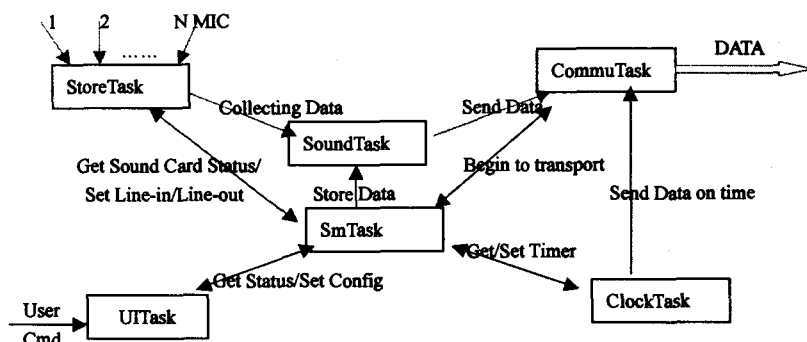 1 2 N MIC
……
DATA
StoreTask
CommuTask
Collecting Data
Send Data
SoundTask
Get Sound Card Status/
Set Line-in/Line-out
Begin to transport
Store Data
Send Data on time
SmTask
Get/Set Timer
Get Status/Set Config
ClockTask
User
UITask
Cmd